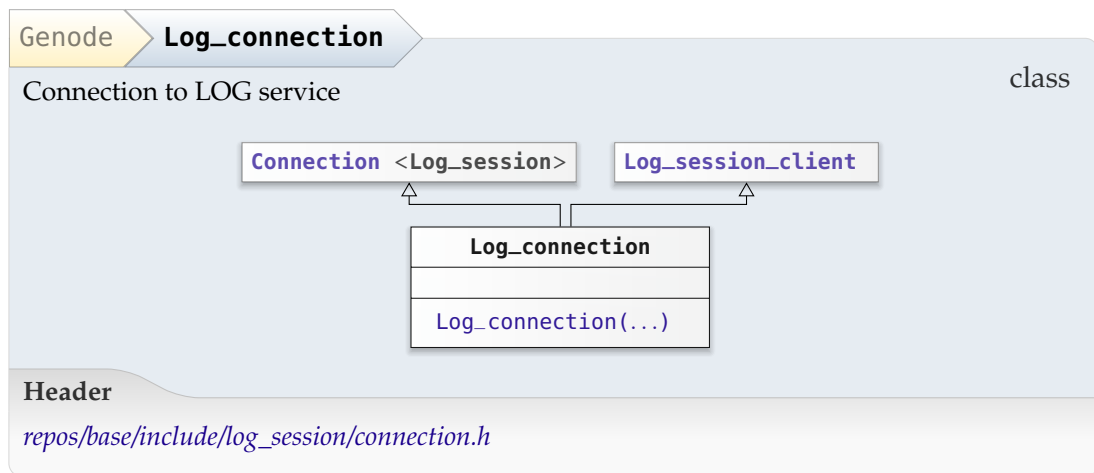 Genode Log_connection
class
Connection to LOG service
Connection <Log_session> Log_session_client
Log_connection
Log_connection(...)
Header
repos/base/include/log_session/connection.h